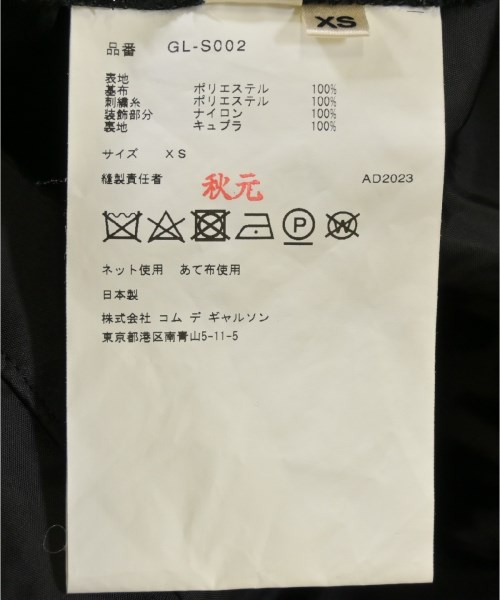 XS
品番 GL-S002
表地
基布 ポリエステル 100%
刺繍糸 ポリエステル 100%
装飾部分 ナイロン 100%
裏地 キュプラ 100%
サイズ XS
縫製責任者 秋元 AD2023
P W
ネット使用 あて布使用
日本製
株式会社 コム デ ギャルソン
東京都港区南青山5-11-5